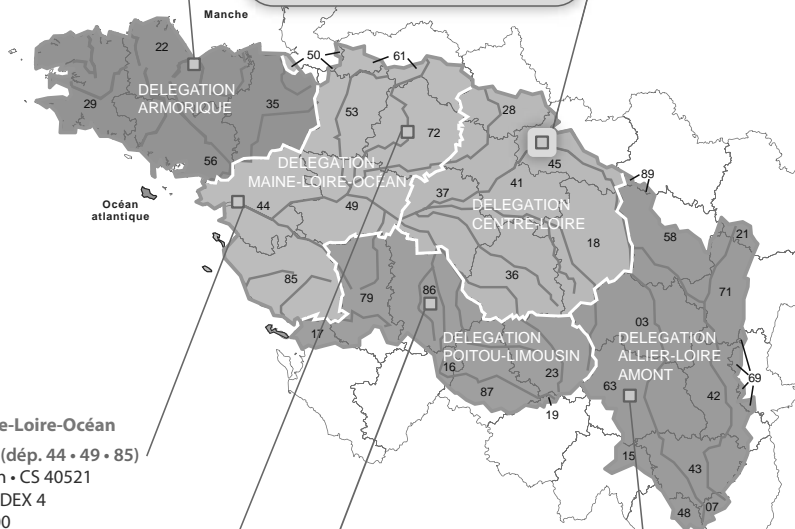 Manche
22
50
61
DELEGATION
ARMORIQUE
29
35
53
28
72
56
45
DELEGATION
MAINE-LOIRE-OCÉAN
89
41
37
Océan
atlantique
44
49
DELEGATION
CENTRE-LOIRE
58
21
18
85
36
79
86
71
17
03
DELEGATION
POITOU-LIMOUSIN
DELEGATION
ALLIER-LOIRE
AMONT
16
23
69
87
63
42
19
e-Loire-Océan
(dép. 44 • 49 • 85)
n • CS 40521
DEX 4
0
15
43
48
07